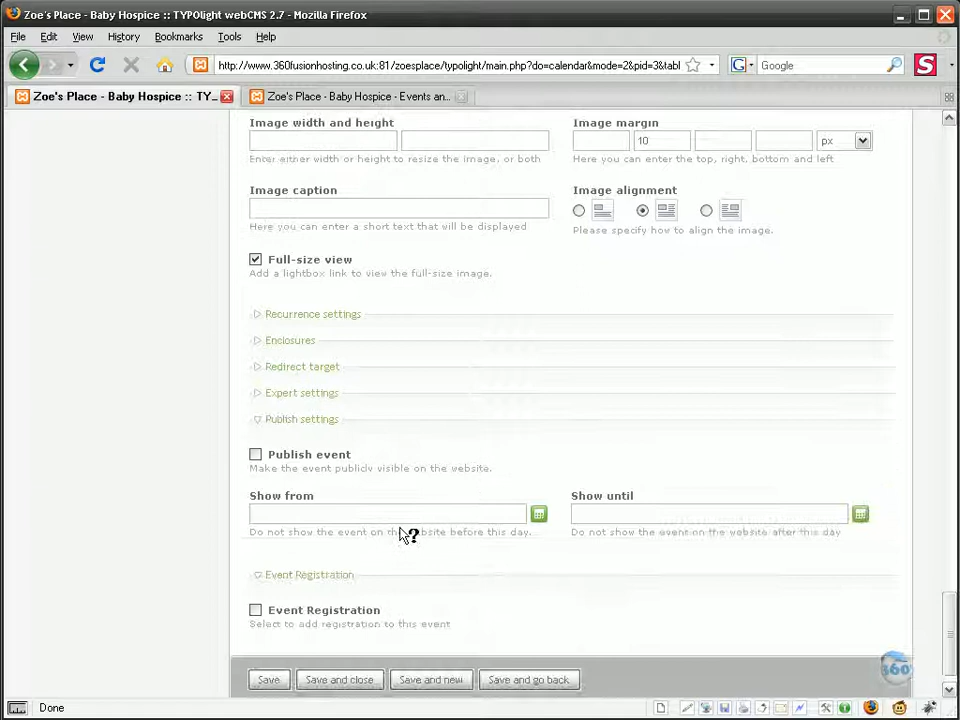 Zoe's Place - Baby Hospice :: TYPOlight webCMS 2.7 - Mozilla Firefox
File Edit View History Bookmarks Tools Help
http://www.360fusionhosting.co.uk:81/zoesplace/typolight/main.php?do=calendar&mode=2&pid=3&tabl Google
Zoe's Place - Baby Hospice :: TY... Zoe's Place - Baby Hospice - Events an...
Image width and height Image margin
10 px
Enter either width or height to resize the image, or both Here you can enter the top, right, bottom and left
Image caption Image alignment
Here you can enter a short text that will be displayed Please specify how to align the image.
Full-size view
Add a lightbox link to view the full-size image.
Recurrence settings
Enclosures
Redirect target
Expert settings
Publish settings
Publish event
Make the event publicly visible on the website.
Show from Show until
Do not show the event on the website before this day. Do not show the event on the website after this day
Event Registration
Event Registration
Select to add registration to this event
360
Save Save and close Save and new Save and go back
Done